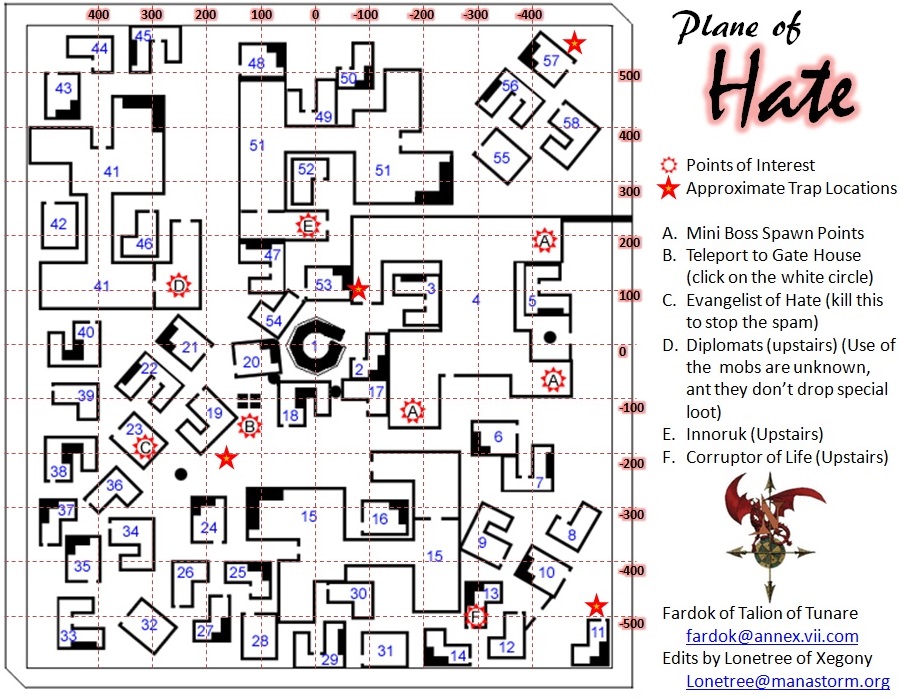 Plane of
Hate
400 300 200 100 0 -100 -200 -300 -400
45
44
57
48
50
500
43
56
49
58
400
51
55
41
52
51
300
42
E
46
A
200
47
D
53
3
4
5
41
100
54
40
21
1
0
20
22
2
A
39
17
19
A
18
-100
B
23
C
6
38
-200
36
7
37
15
16
-300
24
34
8
9
15
35
26
25
10
-400
13
30
F
-500
33
32
27
28
29
31
14
12
11
Points of Interest
Approximate Trap Locations
A. Mini Boss Spawn Points
B. Teleport to Gate House
(click on the white circle)
C. Evangelist of Hate (kill this
to stop the spam)
D. Diplomats (upstairs) (Use of
the mobs are unknown,
ant they don't drop special
loot)
E. Innoruk (Upstairs)
F. Corruptor of Life (Upstairs)
Fardok of Talion of Tunare
fardok@annex.vii.com
Edits by Lonetree of Xegony
Lonetree@manastorm.org